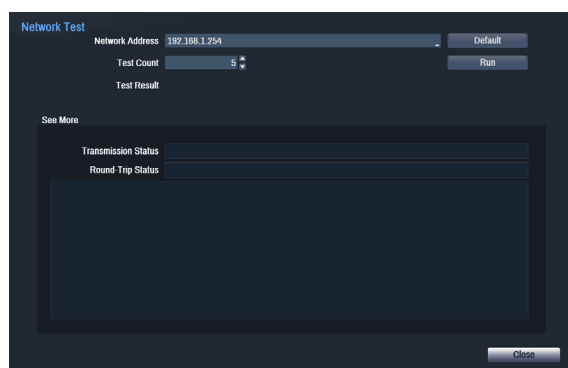 Network Test
Network Address 192.168.1.254 Default
Test Count 5 Run
Test Result
See More
Transmission Status
Round-Trip Status
Close